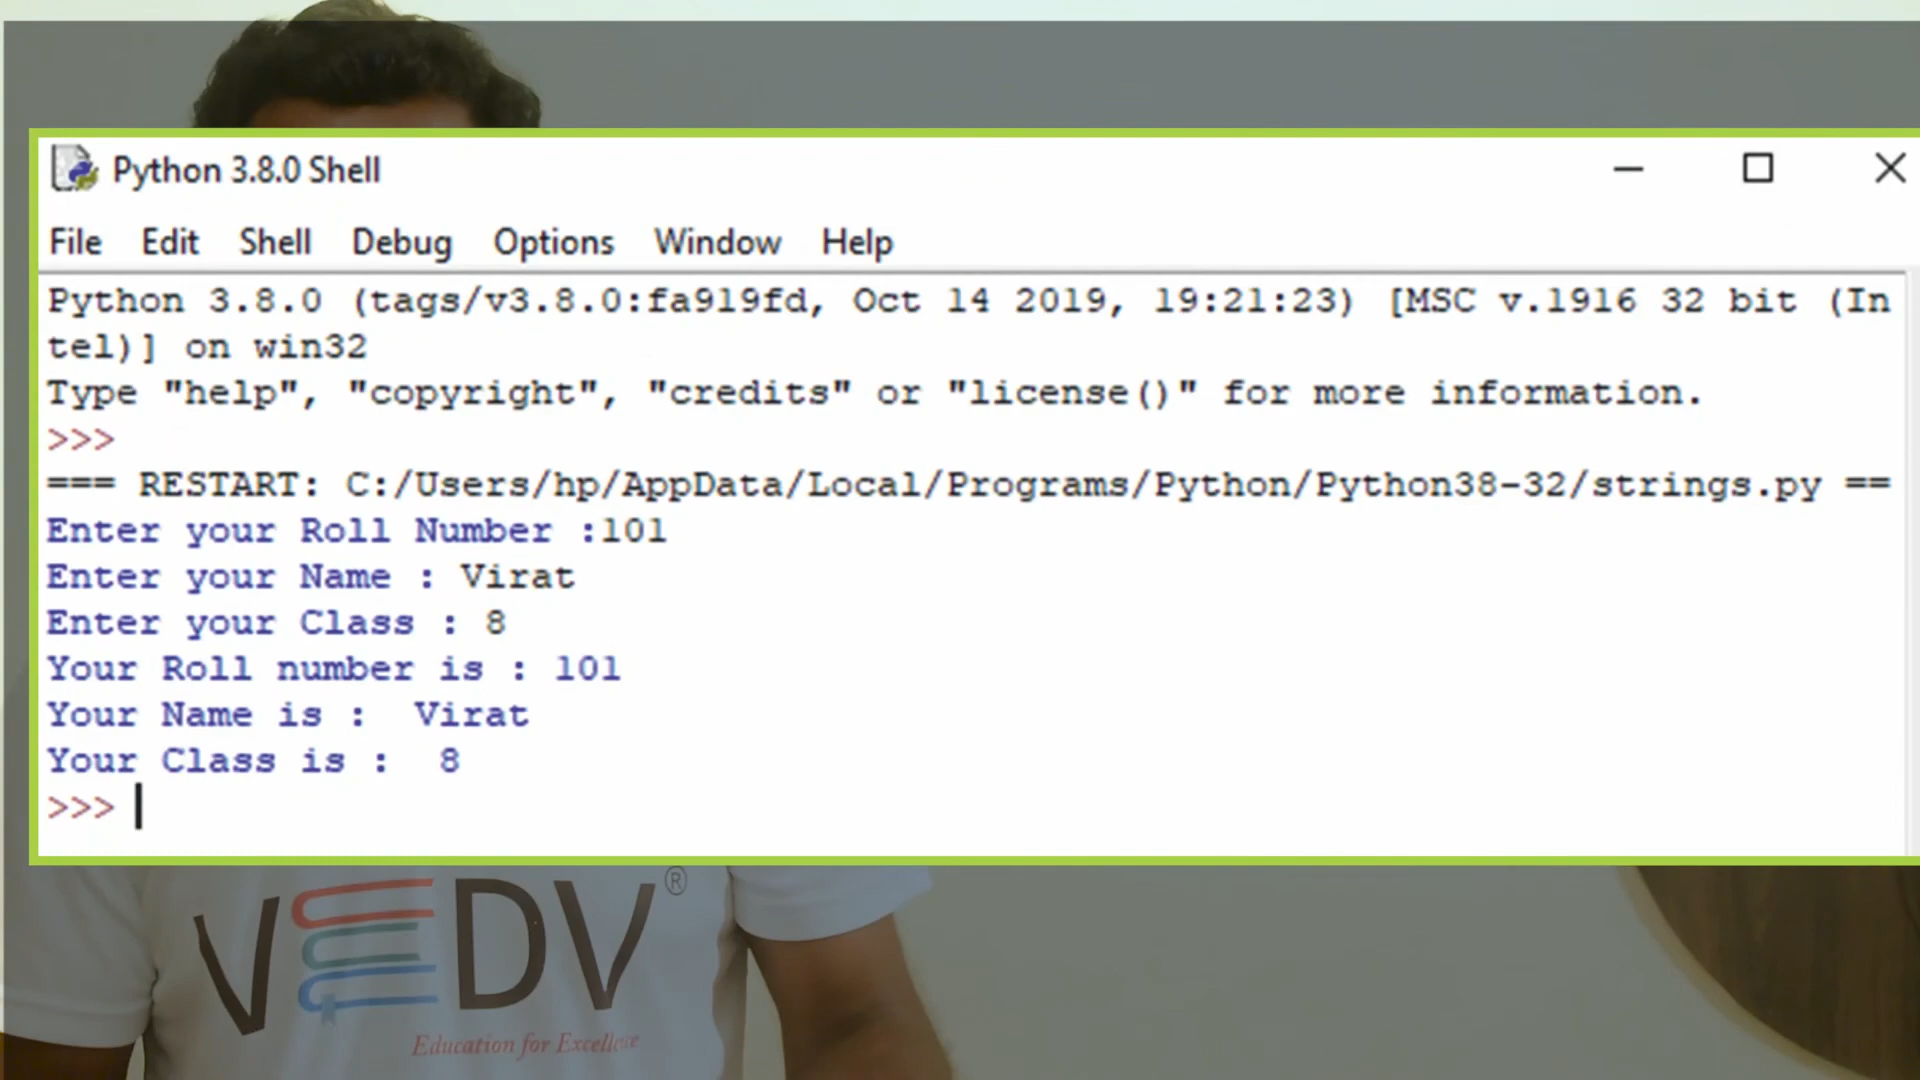 Python 3.8.0 Shell
File Edit Shell Debug Options Window Help
Python 3.8.0 (tags/v3.8.0:fa919fd, Oct 14 2019, 19:21:23) [MSC v.1916 32 bit (In
tel)] on win32
Type "help", "copyright", "credits" or "license()" for more information.
>>>
=== RESTART: C:/Users/hp/AppData/Local/Programs/Python/Python38-32/strings.py ==
Enter your Roll Number :101
Enter your Name : Virat
Enter your Class : 8
Your Roll number is : 101
Your Name is :  Virat
Your Class is :  8
>>>
VEDV®
Education for Excellence